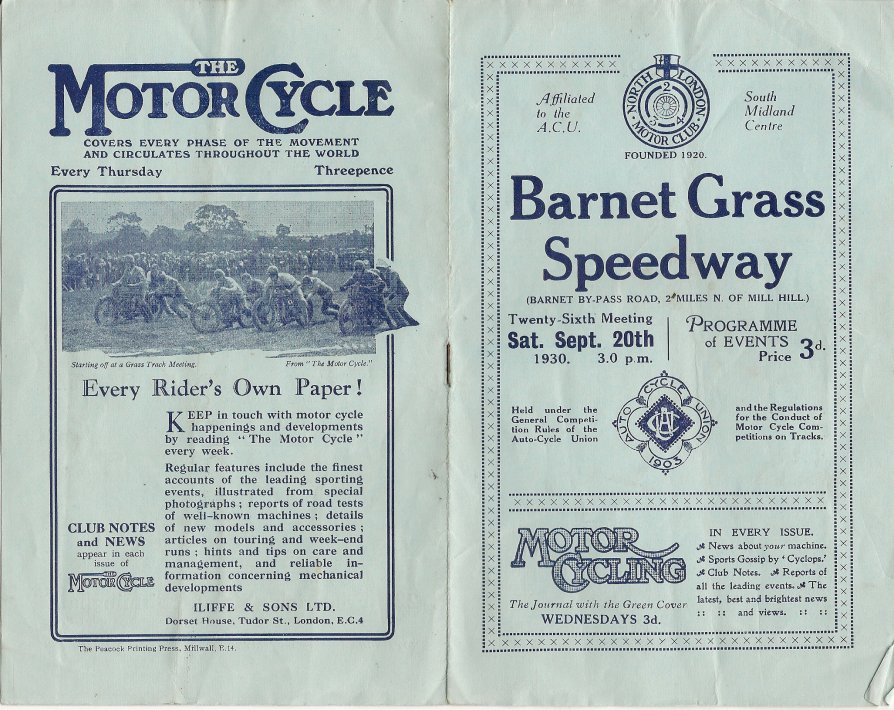 THE
MOTOR CYCLE
COVERS EVERY PHASE OF THE MOVEMENT
AND CIRCULATES THROUGHOUT THE WORLD
Every Thursday Threepence
Starting off at a Grass Track Meeting. From "The Motor Cycle."
Every Rider's Own Paper!
KEEP in touch with motor cycle
happenings and developments
by reading "The Motor Cycle"
every week.
Regular features include the finest
accounts of the leading sporting
events, illustrated from special
photographs; reports of road tests
of well-known machines; details
of new models and accessories;
articles on touring and week-end
runs; hints and tips on care and
management, and reliable in-
formation concerning mechanical
developments
CLUB NOTES
and NEWS
appear in each
issue of
THE
MOTOR CYCLE
ILIFFE & SONS LTD.
Dorset House, Tudor St., London, E.C.4
The Peacock Printing Press, Millwall, E.14.
Affiliated
to the
A.C.U.
NORTH LONDON
MOTOR CLUB
2
3 4
FOUNDED 1920.
South
Midland
Centre
Barnet Grass
Speedway
(BARNET BY-PASS ROAD, 2 MILES N. OF MILL HILL.)
Twenty-Sixth Meeting
Sat. Sept. 20th
1930. 3.0 p.m.
PROGRAMME
of EVENTS
Price 3d.
Held under the
General Competi-
tion Rules of the
Auto-Cycle Union
AUTO CYCLE UNION
ACU
1903
and the Regulations
for the Conduct of
Motor Cycle Com-
petitions on Tracks.
MOTOR
CYCLING
The Journal with the Green Cover
WEDNESDAYS 3d.
IN EVERY ISSUE.
News about your machine.
Sports Gossip by 'Cyclops.'
Club Notes. Reports of
all the leading events. The
latest, best and brightest news
:: :: and views. :: ::